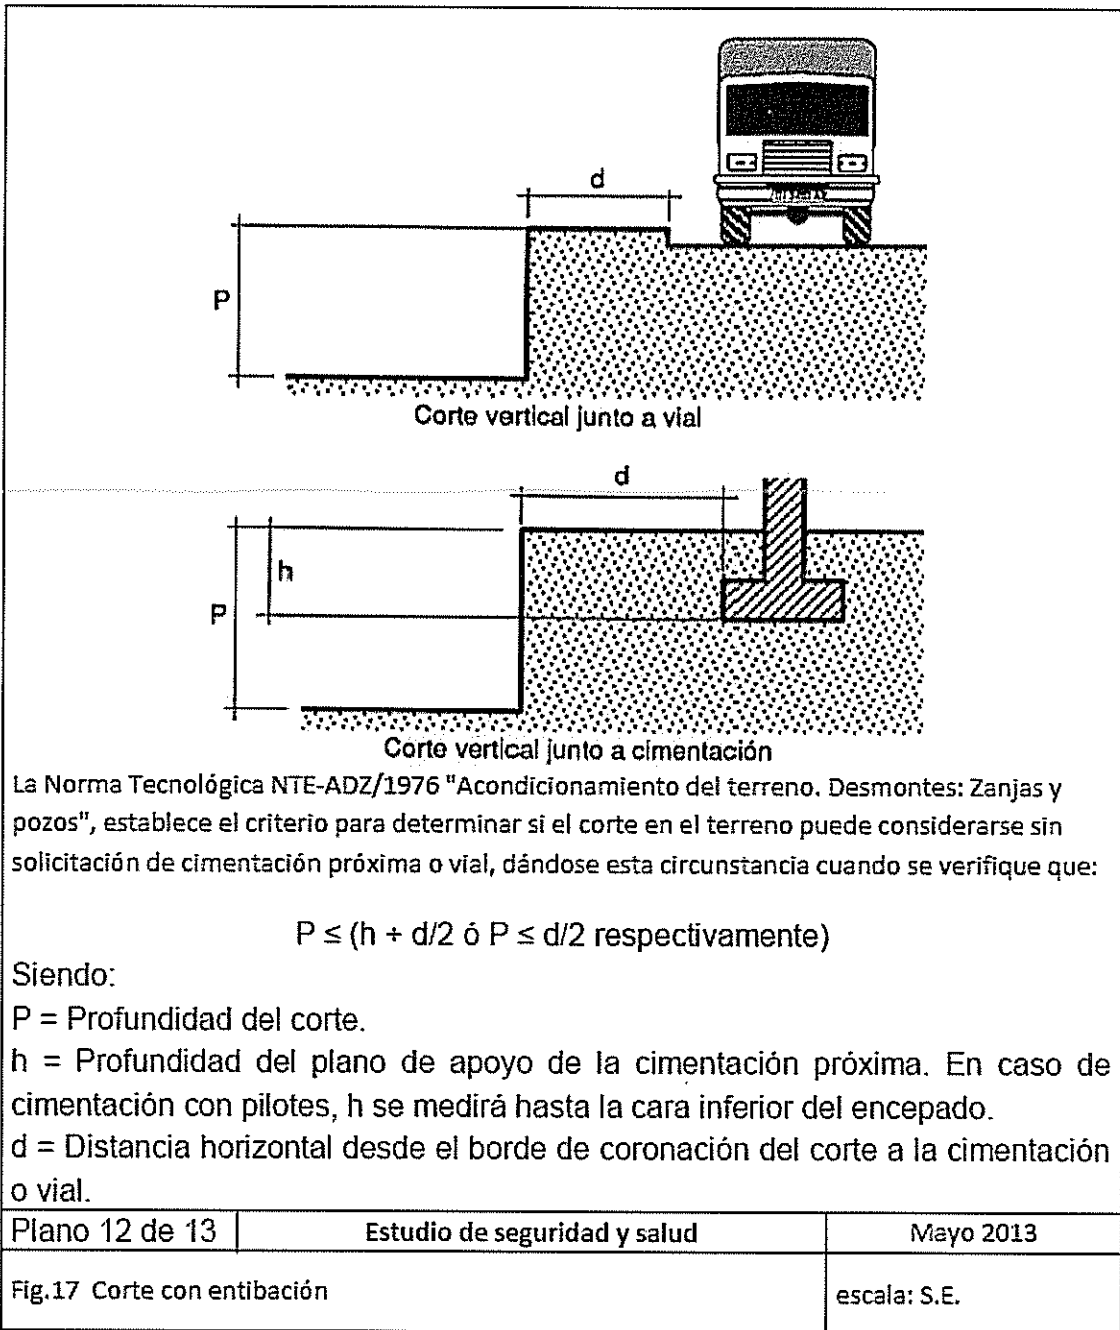 d
P
Corte vertical junto a vial
d
h
P
Corte vertical junto a cimentación
La Norma Tecnológica NTE-ADZ/1976 "Acondicionamiento del terreno. Desmontes: Zanjas y
pozos", establece el criterio para determinar si el corte en el terreno puede considerarse sin
solicitación de cimentación próxima o vial, dándose esta circunstancia cuando se verifique que:
P ≤ (h + d/2 ó P ≤ d/2 respectivamente)
Siendo:
P = Profundidad del corte.
h = Profundidad del plano de apoyo de la cimentación próxima. En caso de
cimentación con pilotes, h se medirá hasta la cara inferior del encepado.
d = Distancia horizontal desde el borde de coronación del corte a la cimentación
o vial.
Plano 12 de 13
Estudio de seguridad y salud
Mayo 2013
Fig.17 Corte con entibación
escala: S.E.